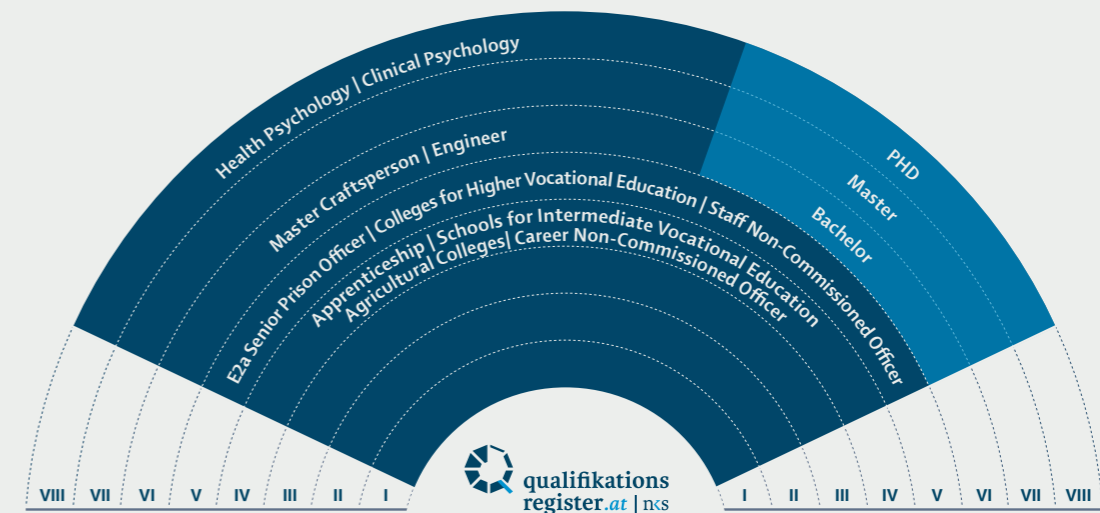 Health Psychology | Clinical Psychology
PHD
Master
Master Craftsperson | Engineer
Bachelor
E2a Senior Prison Officer | Colleges for Higher Vocational Education | Staff Non-Commissioned Officer
Apprenticeship | Schools for Intermediate Vocational Education
Agricultural Colleges| Career Non-Commissioned Officer
VIII VII VI V IV III II I
qualifikations
register.at | nks
I II III IV V VI VII VIII